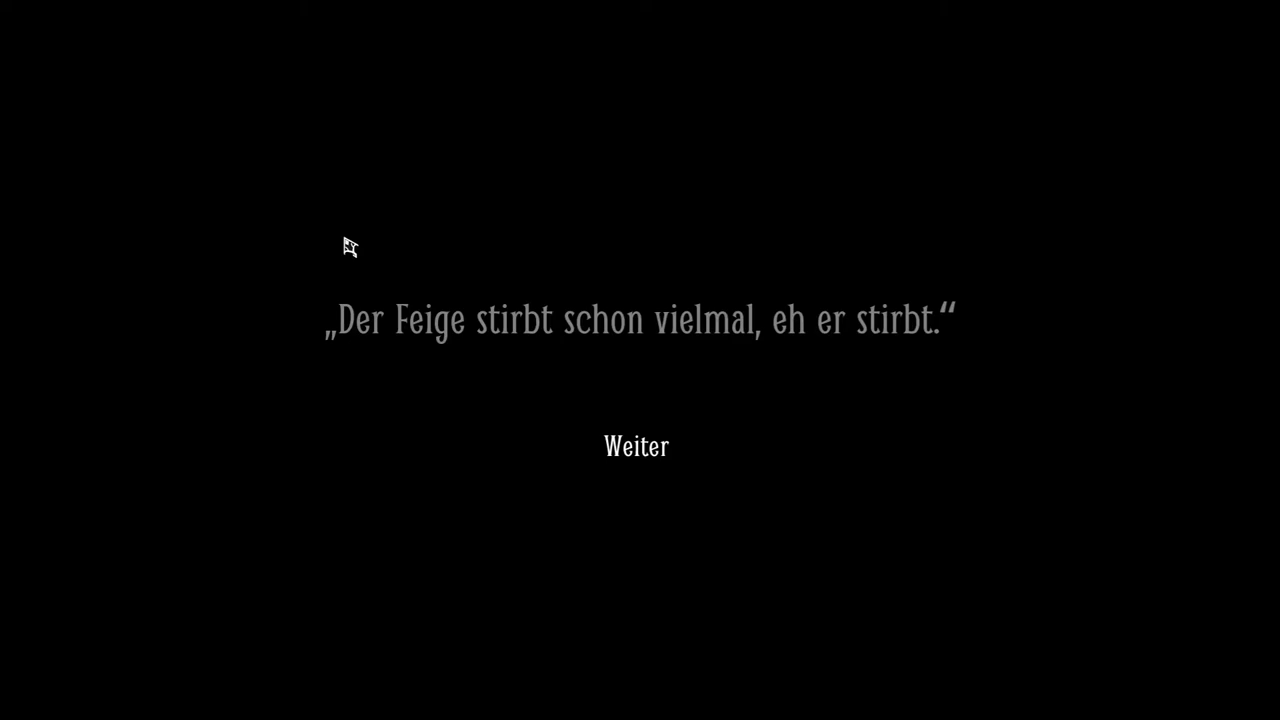 „Der Feige stirbt schon vielmal, eh er stirbt.“
Weiter